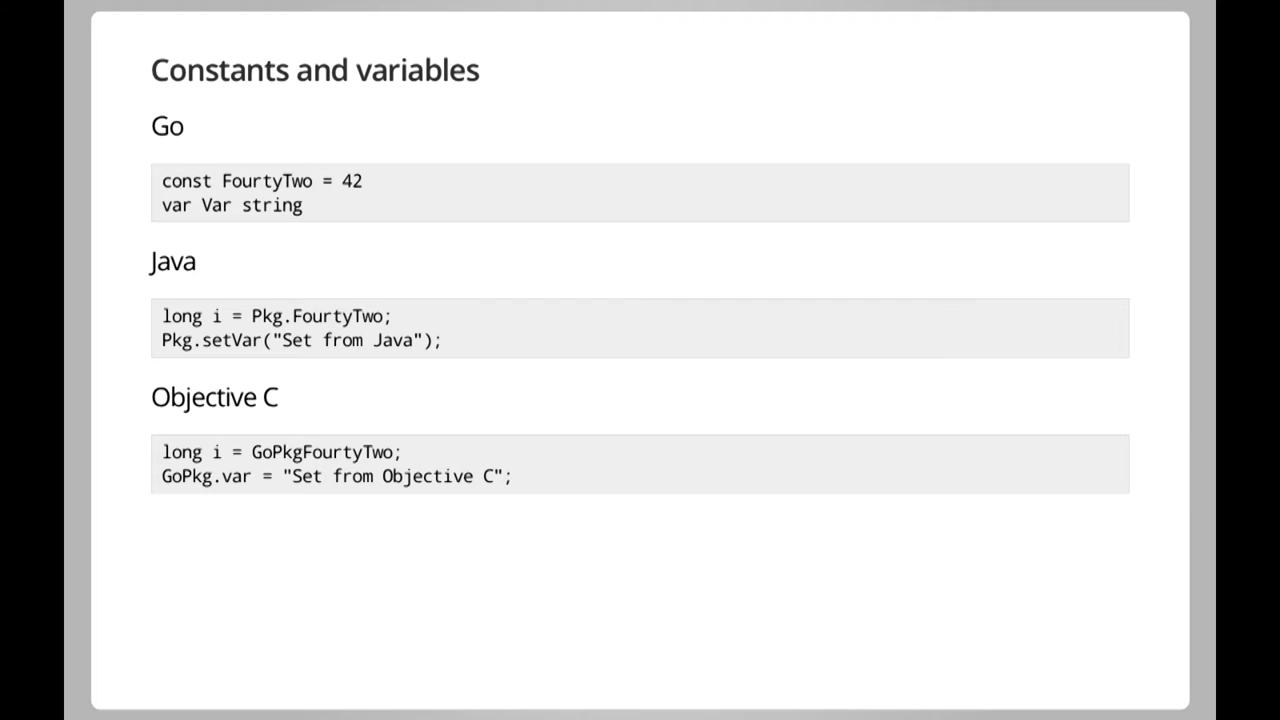 Constants and variables
Go
const FourtyTwo = 42
var Var string
Java
long i = Pkg.FourtyTwo;
Pkg.setVar("Set from Java");
Objective C
long i = GoPkgFourtyTwo;
GoPkg.var = "Set from Objective C";